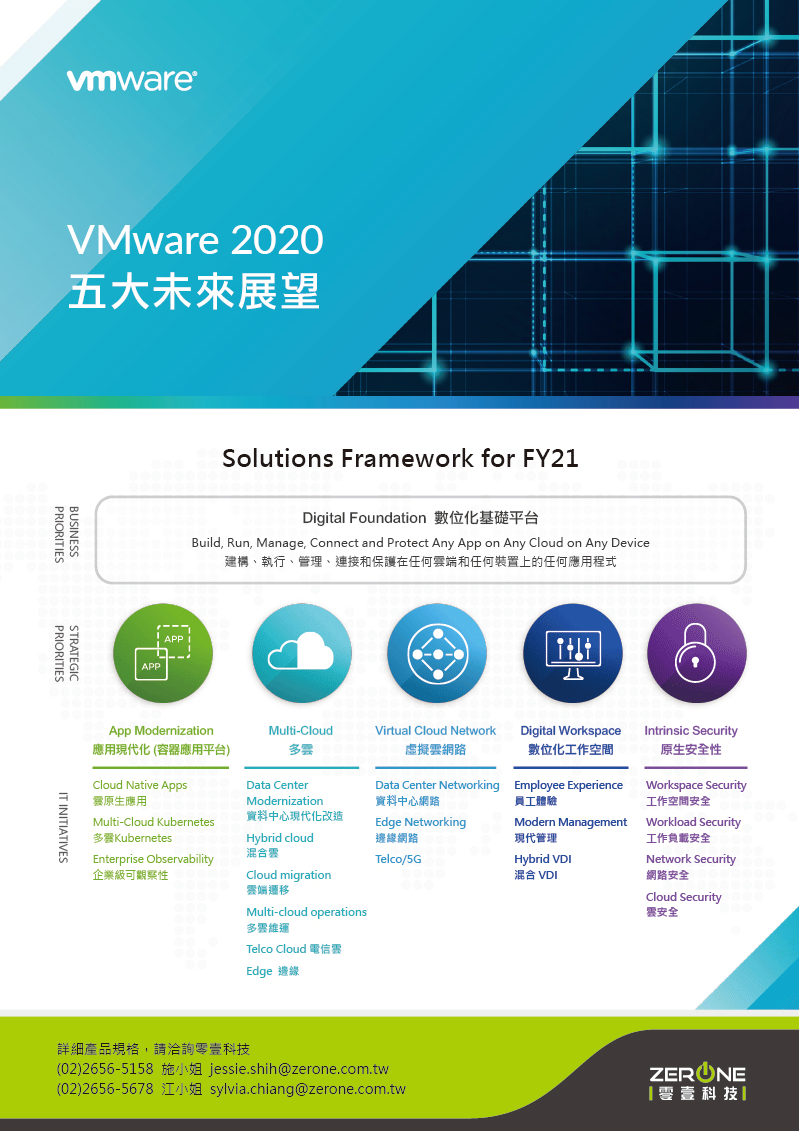 vmware®
VMware 2020
五大未來展望
Solutions Framework for FY21
BUSINESS
PRIORITIES
Digital Foundation 數位化基礎平台
Build, Run, Manage, Connect and Protect Any App on Any Cloud on Any Device
建構、執行、管理、連接和保護在任何雲端和任何裝置上的任何應用程式
STRATEGIC
PRIORITIES
APP
APP
App Modernization
應用現代化 (容器應用平台)
Multi-Cloud
多雲
Virtual Cloud Network
虛擬雲網路
Digital Workspace
數位化工作空間
Intrinsic Security
原生安全性
IT INITIATIVES
Cloud Native Apps
雲原生應用
Multi-Cloud Kubernetes
多雲Kubernetes
Enterprise Observability
企業級可觀察性
Data Center
Modernization
資料中心現代化改造
Hybrid cloud
混合雲
Cloud migration
雲端遷移
Multi-cloud operations
多雲維運
Telco Cloud 電信雲
Edge 邊緣
Data Center Networking
資料中心網路
Edge Networking
邊緣網路
Telco/5G
Employee Experience
員工體驗
Modern Management
現代管理
Hybrid VDI
混合 VDI
Workspace Security
工作空間安全
Workload Security
工作負載安全
Network Security
網路安全
Cloud Security
雲安全
詳細產品規格，請洽詢零壹科技
(02)2656-5158 施小姐 jessie.shih@zerone.com.tw
(02)2656-5678 江小姐 sylvia.chiang@zerone.com.tw
ZERONE
零壹科技